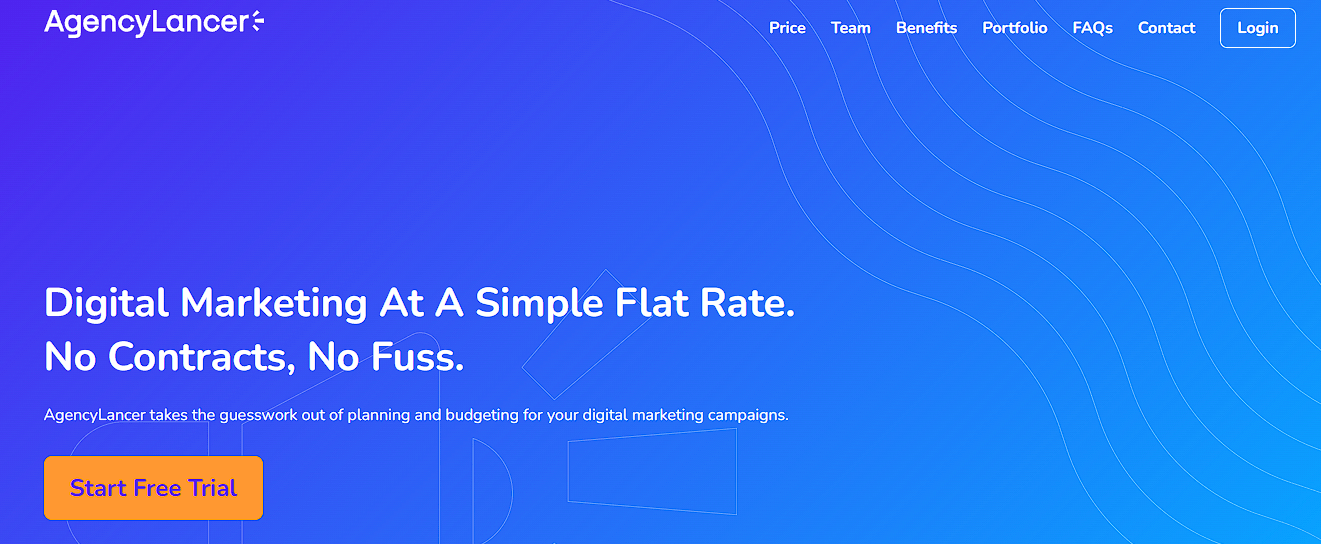 AgencyLancer
Price Team Benefits Portfolio FAQs Contact Login
Digital Marketing At A Simple Flat Rate.
No Contracts, No Fuss.
AgencyLancer takes the guesswork out of planning and budgeting for your digital marketing campaigns.
Start Free Trial